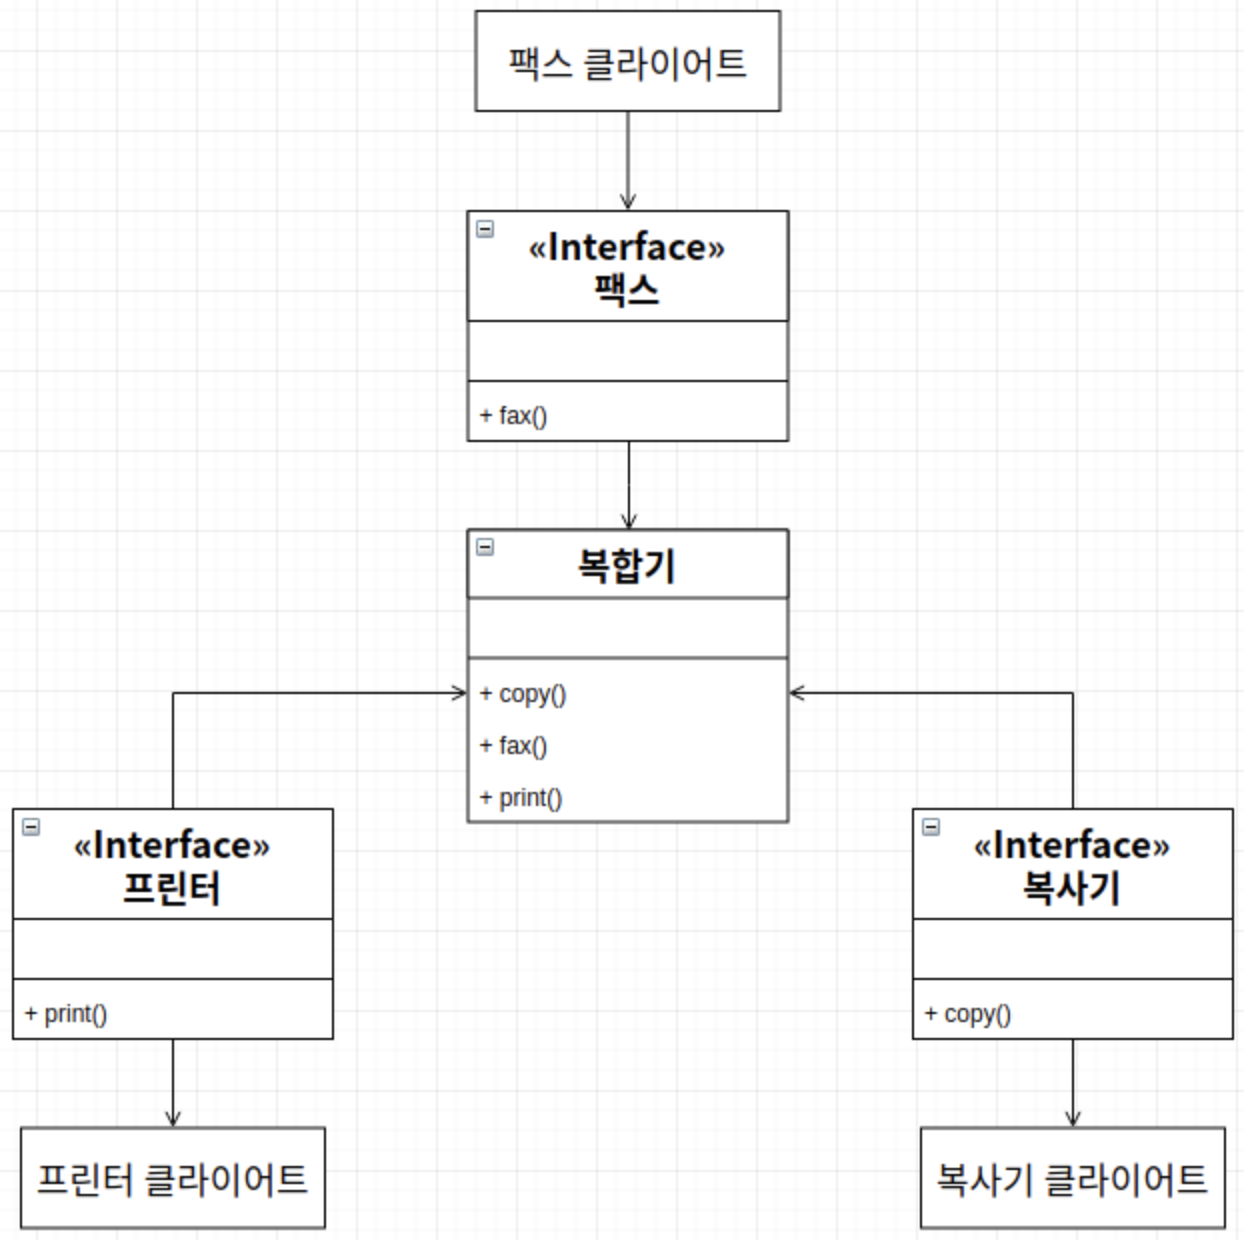 팩스 클라이어트
«Interface»
팩스
+ fax()
복합기
+ copy()
+ fax()
+ print()
«Interface»
프린터
+ print()
프린터 클라이어트
«Interface»
복사기
+ copy()
복사기 클라이어트